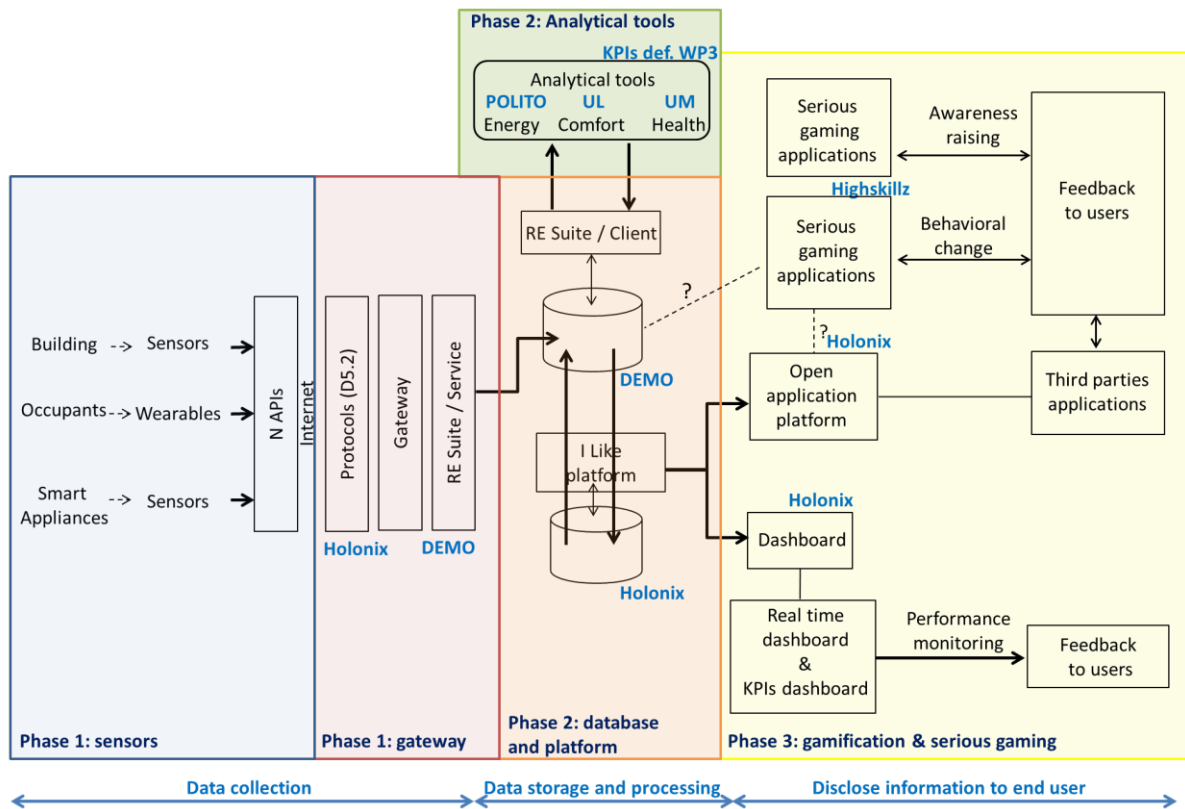 Phase 2: Analytical tools
KPIs def. WP3
Analytical tools
POLITO UL UM
Energy Comfort Health
RE Suite / Client
?
DEMO
I Like
platform
Holonix
Building
Sensors
Occupants
Wearables
Smart
Appliances
Sensors
N APIs
Internet
Protocols (D5.2)
Gateway
RE Suite / Service
Holonix
DEMO
Serious
gaming
applications
Awareness
raising
Feedback
to users
Highskillz
Serious
gaming
applications
Behavioral
change
?
Holonix
Open
application
platform
Third parties
applications
Holonix
Dashboard
Real time
dashboard
&
KPIs dashboard
Performance
monitoring
Feedback
to users
Phase 1: sensors
Phase 1: gateway
Phase 2: database
and platform
Phase 3: gamification & serious gaming
Data collection
Data storage and processing
Disclose information to end user